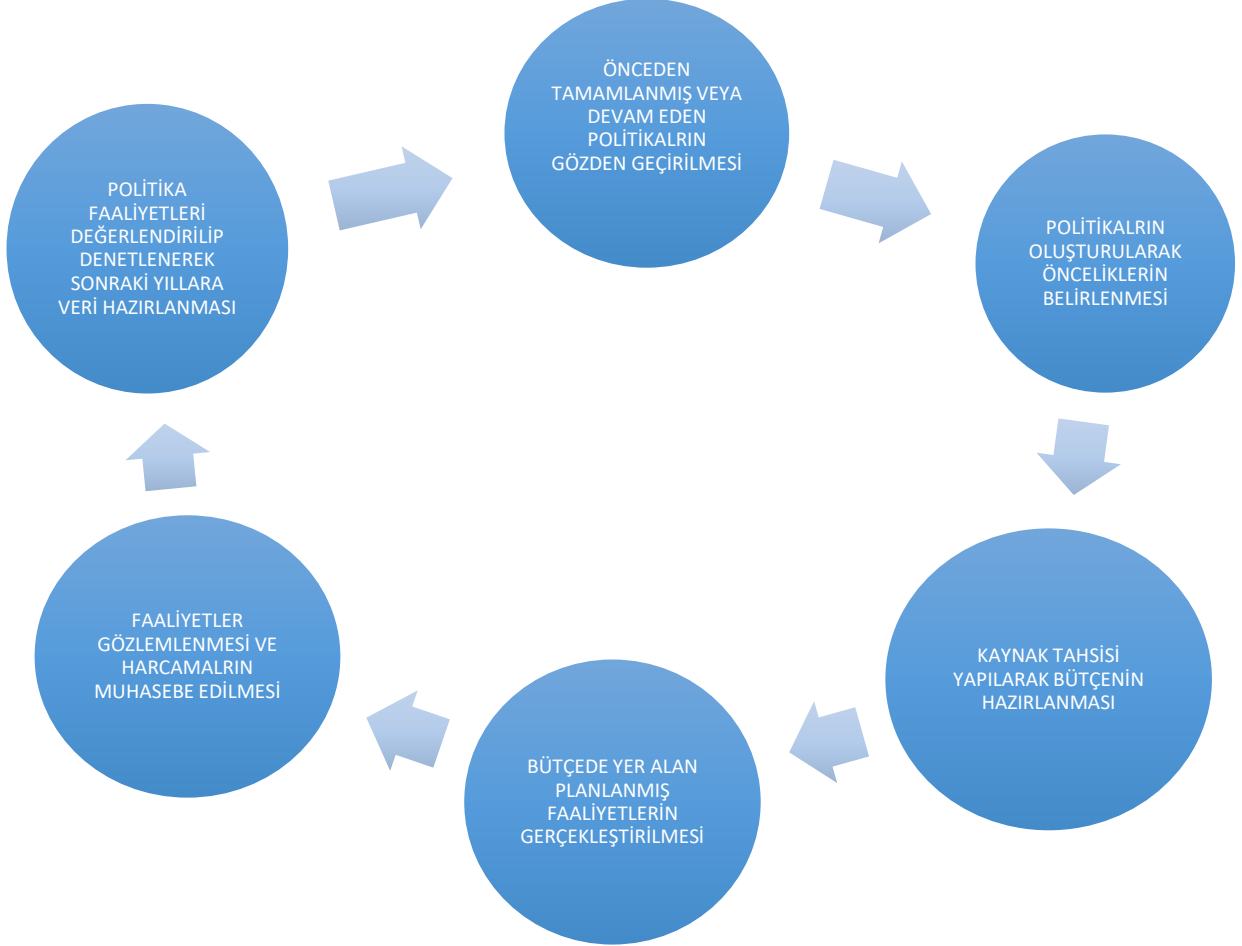 ÖNCEDEN
TAMAMLANMIŞ VEYA
DEVAM EDEN
POLİTİKALRIN
GÖZDEN GEÇİRİLMESİ
POLİTİKALRIN
OLUŞTURULARAK
ÖNCELİKLERİN
BELİRLENMESİ
KAYNAK TAHSİSİ
YAPILARAK BÜTÇENİN
HAZIRLANMASI
BÜTÇEDE YER ALAN
PLANLANMIŞ
FAALİYETLERİN
GERÇEKLEŞTİRİLMESİ
FAALİYETLER
GÖZLEMLENMESİ VE
HARCAMALRIN
MUHASEBE EDİLMESİ
POLİTİKA
FAALİYETLERİ
DEĞERLENDİRİLİP
DENETLENEREK
SONRAKİ YILLARA
VERİ HAZIRLANMASI